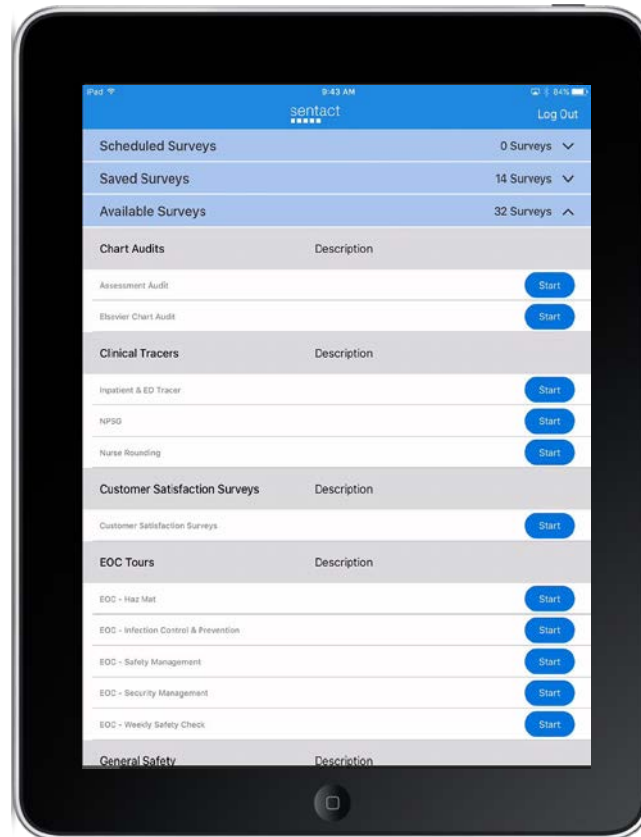 iPad 9:43 AM 84%
sentact Log Out
Scheduled Surveys 0 Surveys
Saved Surveys 14 Surveys
Available Surveys 32 Surveys
Chart Audits Description
Assessment Audit Start
Elsevier Chart Audit Start
Clinical Tracers Description
Inpatient & ED Tracer Start
NPSG Start
Nurse Rounding Start
Customer Satisfaction Surveys Description
Customer Satisfaction Surveys Start
EOC Tours Description
EOC - Haz Mat Start
EOC - Infection Control & Prevention Start
EOC - Safety Management Start
EOC - Security Management Start
EOC - Weekly Safety Check Start
General Safety Description